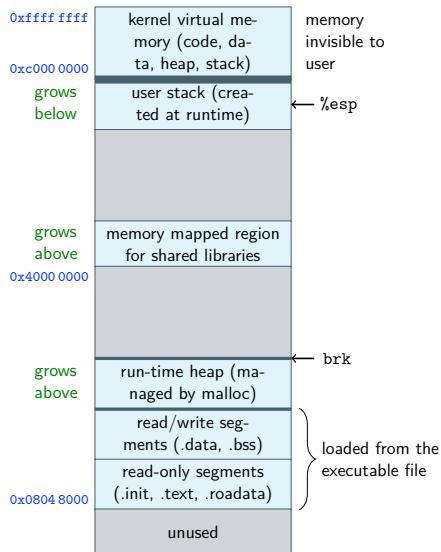 0xffff ffff
kernel virtual me-
mory (code, da-
ta, heap, stack)
memory
invisible to
user
0xc000 0000
grows
below
user stack (crea-
ted at runtime)
%esp
grows
above
memory mapped region
for shared libraries
0x4000 0000
brk
grows
above
run-time heap (ma-
naged by malloc)
read/write seg-
ments (.data, .bss)
loaded from the
executable file
read-only segments
(.init, .text, .roadata)
0x0804 8000
unused